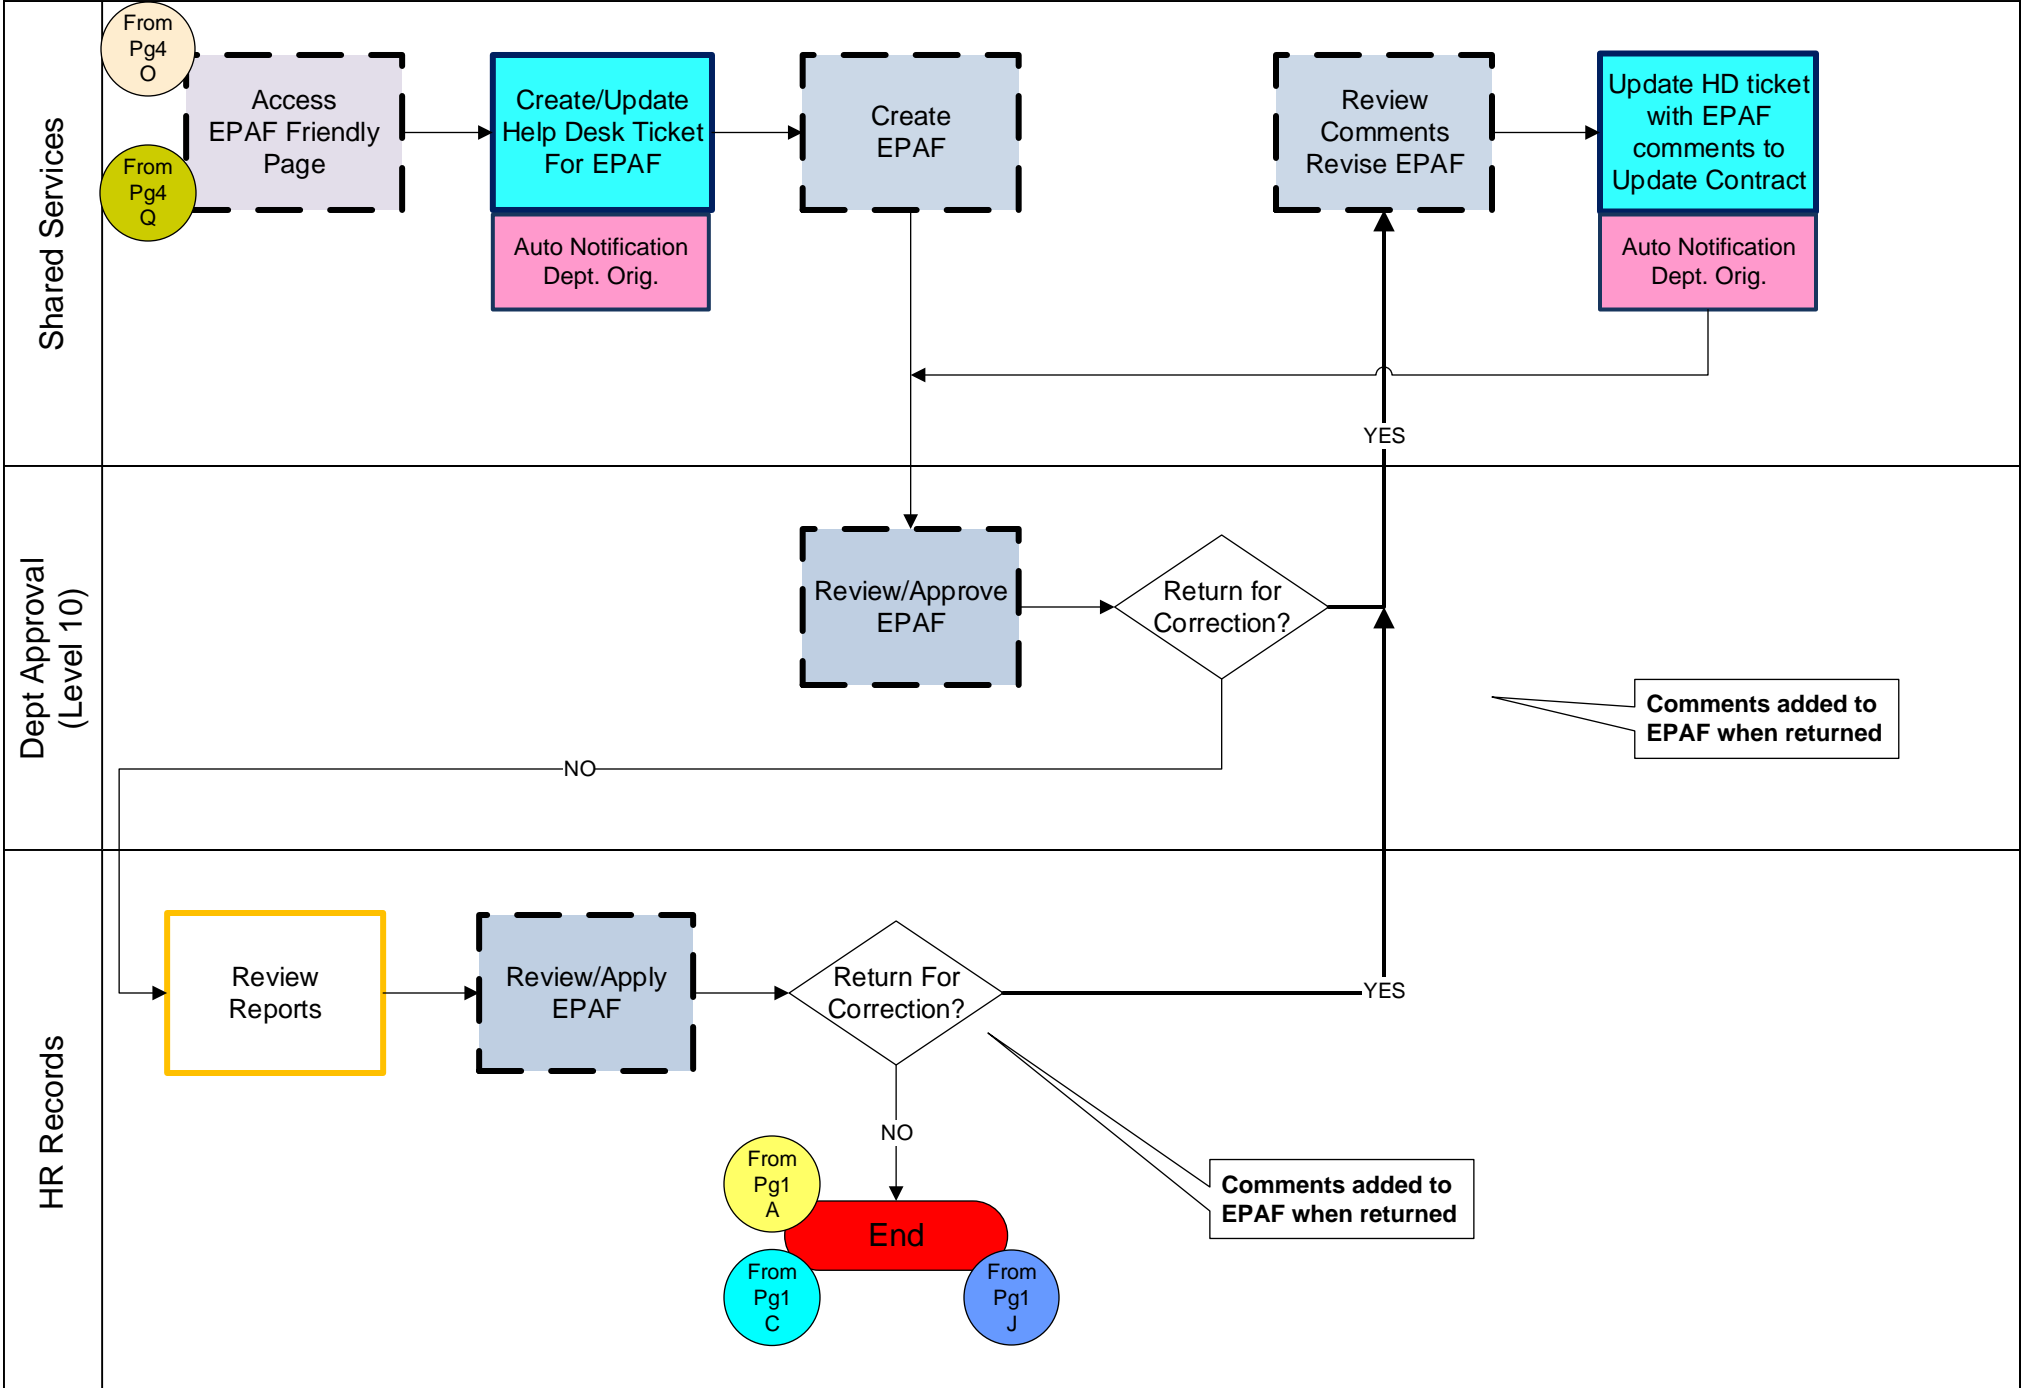 From
Pg4
O
From
Pg4
Q
Access
EPAF Friendly
Page
Create/Update
Help Desk Ticket
For EPAF
Auto Notification
Dept. Orig.
Create
EPAF
Review
Comments
Revise EPAF
Update HD ticket
with EPAF
comments to
Update Contract
Auto Notification
Dept. Orig.
Shared Services
YES
Dept Approval
(Level 10)
Review/Approve
EPAF
Return for
Correction?
Comments added to
EPAF when returned
NO
HR Records
Review
Reports
Review/Apply
EPAF
Return For
Correction?
YES
NO
Comments added to
EPAF when returned
From
Pg1
A
End
From
Pg1
C
From
Pg1
J